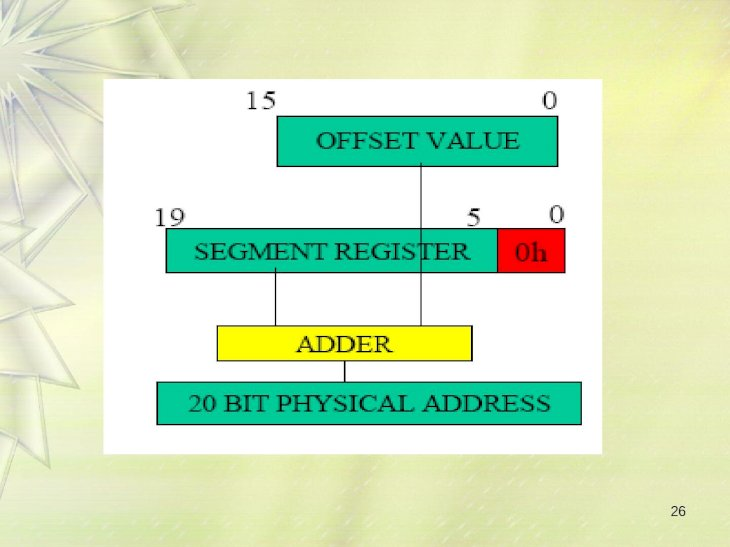 15 0
OFFSET VALUE
19 5 0
SEGMENT REGISTER 0h
ADDER
20 BIT PHYSICAL ADDRESS
26